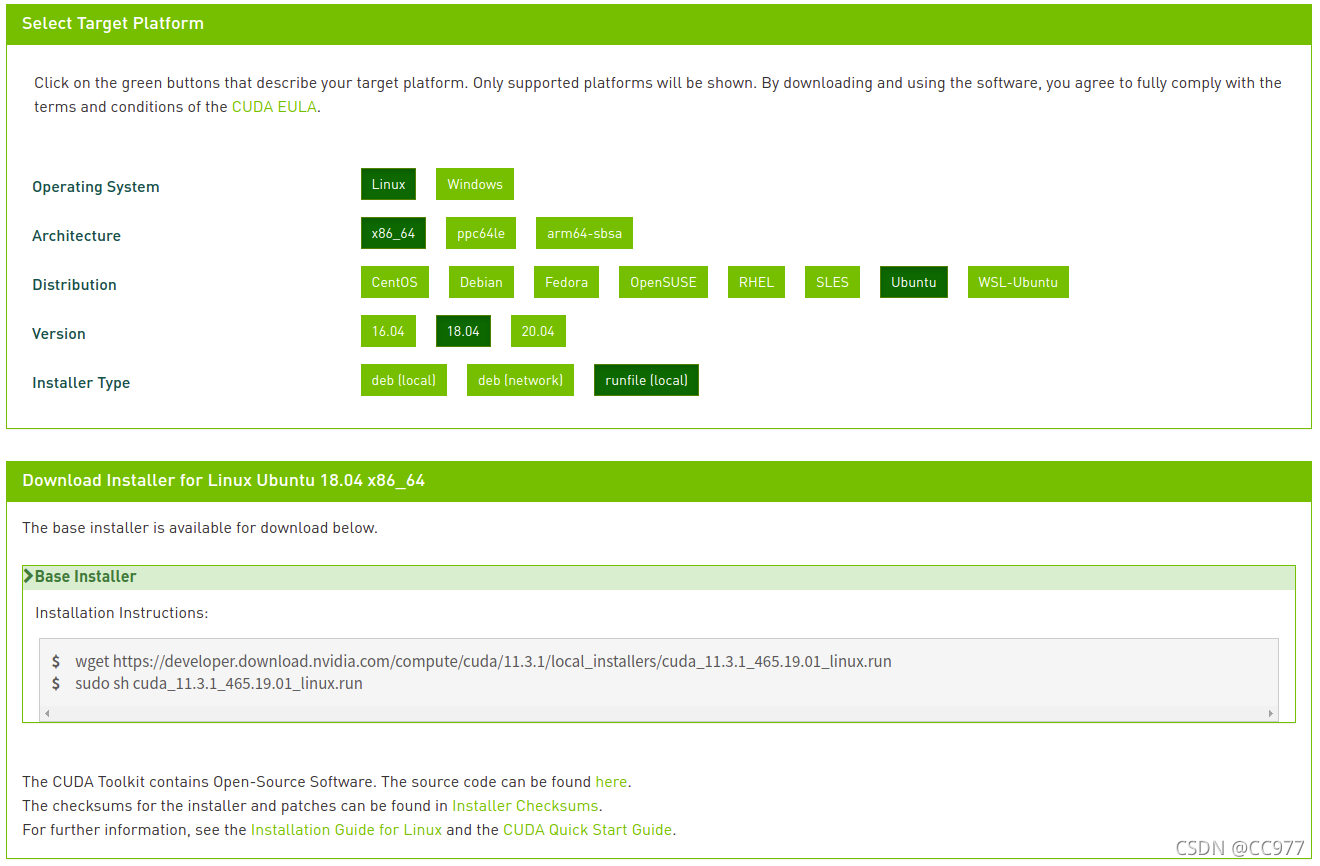 Select Target Platform
Click on the green buttons that describe your target platform. Only supported platforms will be shown. By downloading and using the software, you agree to fully comply with the
terms and conditions of the CUDA EULA.
Operating System Linux Windows
Architecture x86_64 ppc64le arm64-sbsa
Distribution CentOS Debian Fedora OpenSUSE RHEL SLES Ubuntu WSL-Ubuntu
Version 16.04 18.04 20.04
Installer Type deb (local) deb (network) runfile (local)
Download Installer for Linux Ubuntu 18.04 x86_64
The base installer is available for download below.
Base Installer
Installation Instructions:
$ wget https://developer.download.nvidia.com/compute/cuda/11.3.1/local_installers/cuda_11.3.1_465.19.01_linux.run
$ sudo sh cuda_11.3.1_465.19.01_linux.run
The CUDA Toolkit contains Open-Source Software. The source code can be found here.
The checksums for the installer and patches can be found in Installer Checksums.
For further information, see the Installation Guide for Linux and the CUDA Quick Start Guide.
CSDN @CC977